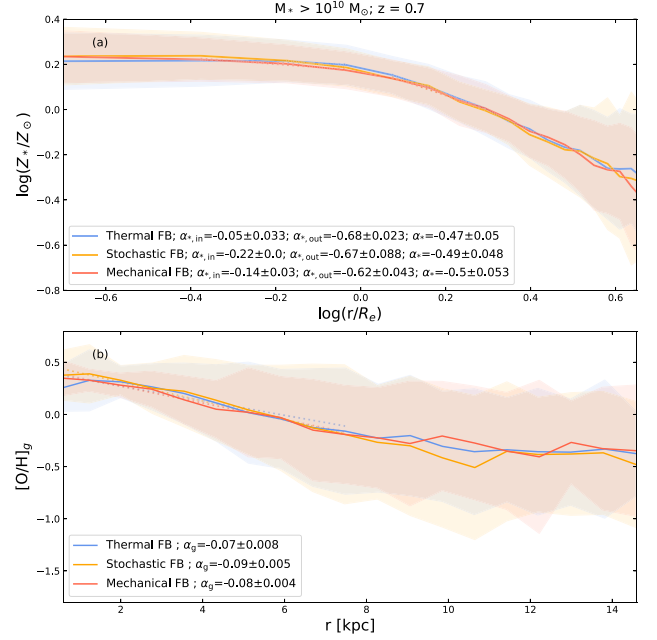 M* > 10¹⁰ M⊙; z = 0.7
(a)
0.4
0.2
0.0
−0.2
−0.4
−0.6
−0.8
log(Z*/Z⊙)
Thermal FB; α*,in=-0.05±0.033; α*,out=-0.68±0.023; α*=-0.47±0.05
Stochastic FB; α*,in=-0.22±0.0; α*,out=-0.67±0.088; α*=-0.49±0.048
Mechanical FB; α*,in=-0.14±0.03; α*,out=-0.62±0.043; α*=-0.5±0.053
−0.6 −0.4 −0.2 0.0 0.2 0.4 0.6
log(r/Re)
(b)
0.5
0.0
−0.5
−1.0
−1.5
[O/H]g
Thermal FB ; αg=-0.07±0.008
Stochastic FB ; αg=-0.09±0.005
Mechanical FB ; αg=-0.08±0.004
2 4 6 8 10 12 14
r [kpc]